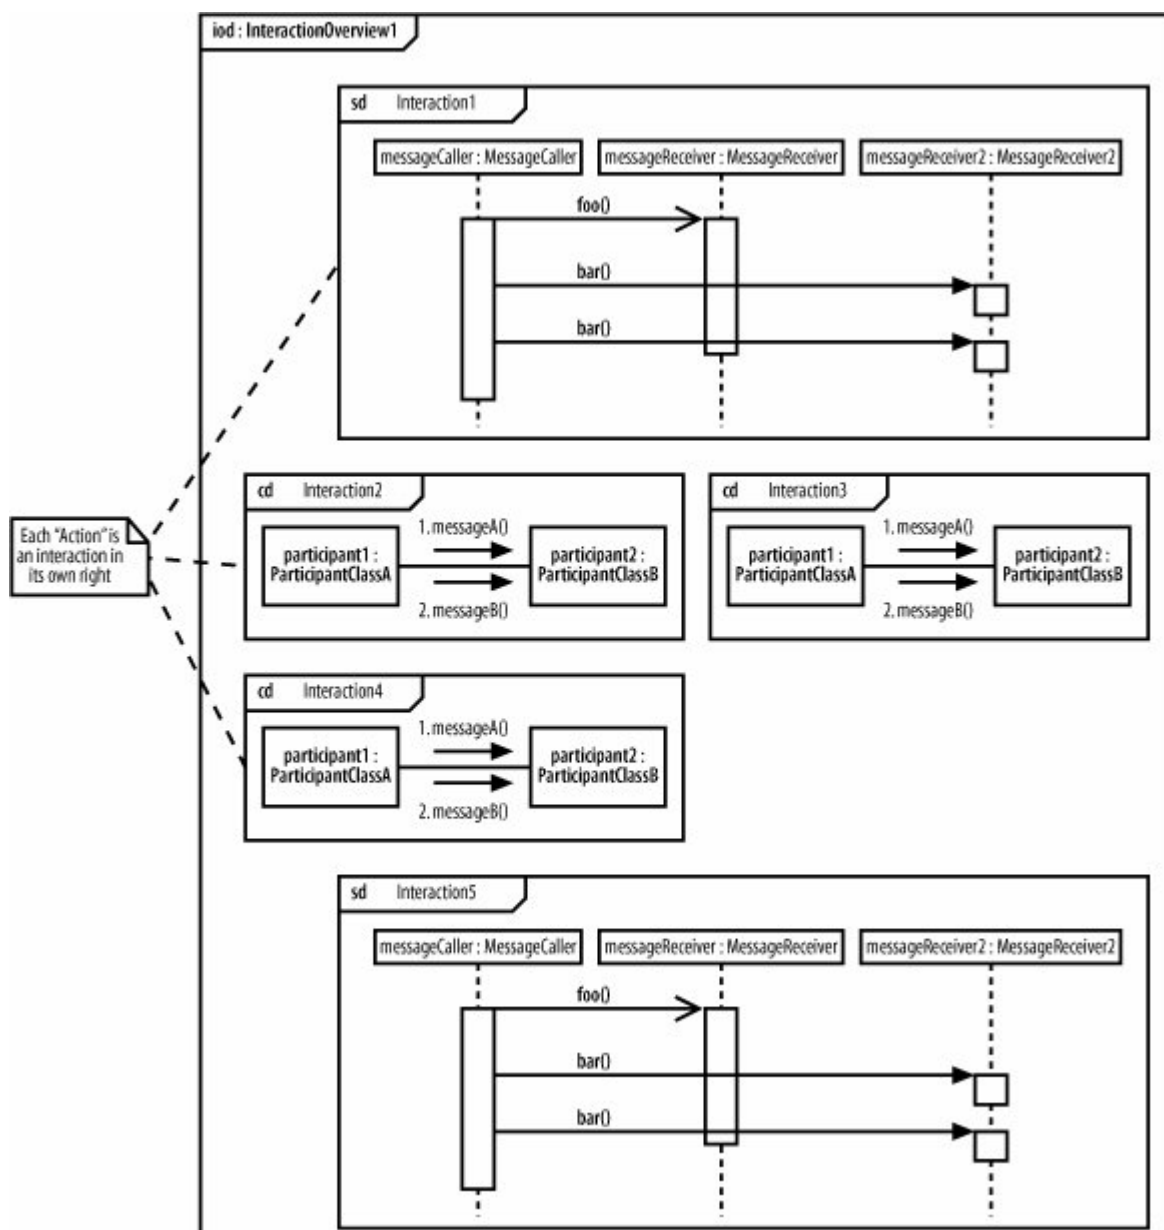 iod : InteractionOverview1
sd Interaction1
messageCaller : MessageCaller
messageReceiver : MessageReceiver
messageReceiver2 : MessageReceiver2
foo()
bar()
bar()
Each "Action" is
an interaction in
its own right
cd Interaction2
participant1 :
ParticipantClassA
1. messageA()
2. messageB()
participant2 :
ParticipantClassB
cd Interaction3
participant1 :
ParticipantClassA
1. messageA()
2. messageB()
participant2 :
ParticipantClassB
cd Interaction4
participant1 :
ParticipantClassA
1. messageA()
2. messageB()
participant2 :
ParticipantClassB
sd Interaction5
messageCaller : MessageCaller
messageReceiver : MessageReceiver
messageReceiver2 : MessageReceiver2
foo()
bar()
bar()